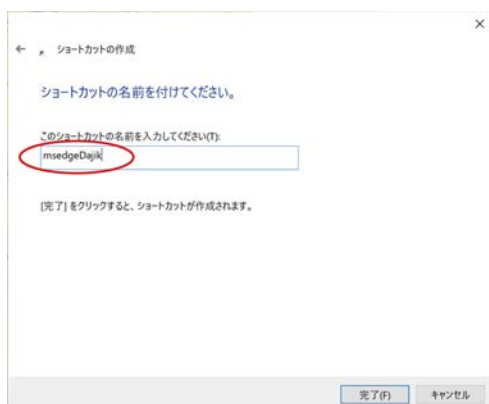 ショートカットの作成
ショートカットの名前を付けてください。
このショートカットの名前を入力してください(T):
msedgeDajik
[完了] をクリックすると、ショートカットが作成されます。
完了(F)
キャンセル